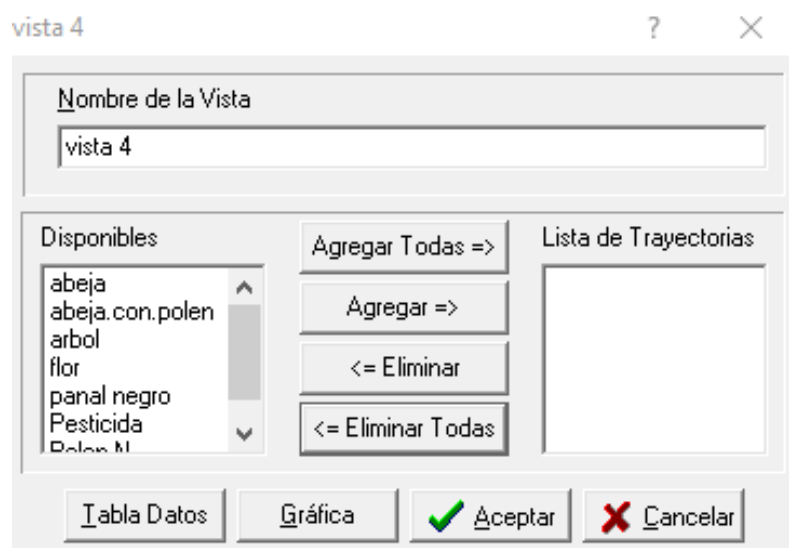 vista 4
?
Nombre de la Vista
vista 4
Disponibles
abeja
abeja.con.polen
arbol
flor
panal negro
Pesticida
Polen N
Agregar Todas =>
Agregar =>
<= Eliminar
<= Eliminar Todas
Lista de Trayectorias
Tabla Datos
Gráfica
Aceptar
Cancelar